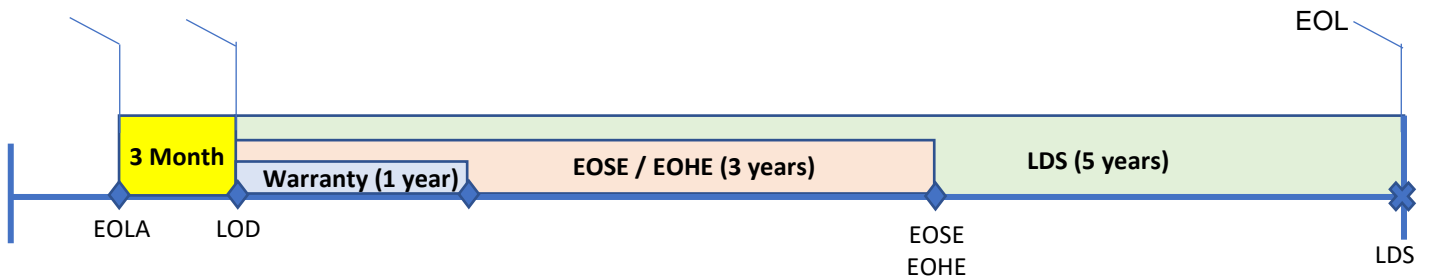 EOL
3 Month
Warranty (1 year)
EOSE / EOHE (3 years)
LDS (5 years)
EOLA
LOD
EOSE
EOHE
LDS